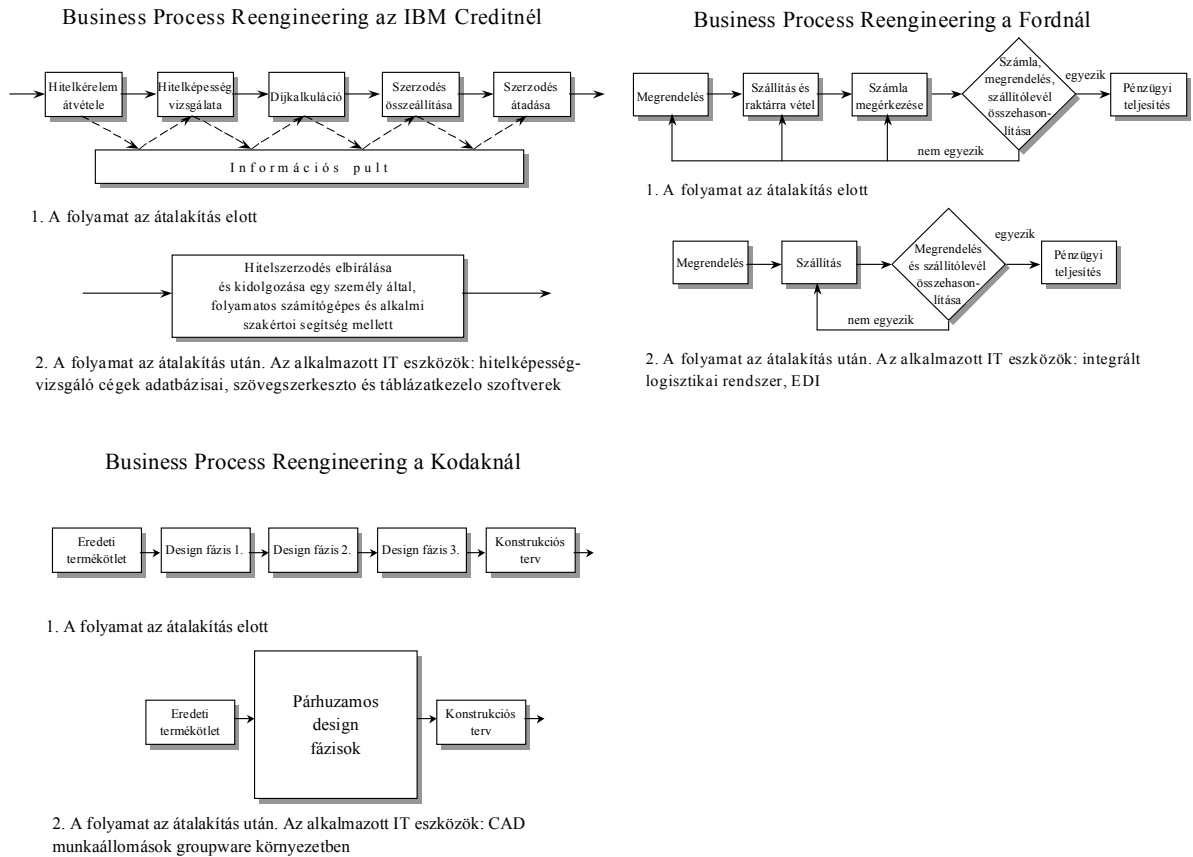 Business Process Reengineering az IBM Creditnél
Hitelkérelem
átvétele
Hitelképesség
vizsgálata
Díjkalkuláció
Szerzodés
összeállítása
Szerzodés
átadása
Információs pult
1. A folyamat az átalakítás elott
Hitelszerzodés elbírálása
és kidolgozása egy személy által,
folyamatos számítógépes és alkalmi
szakértoi segítség mellett
2. A folyamat az átalakítás után. Az alkalmazott IT eszközök: hitelképesség-
vizsgáló cégek adatbázisai, szövegszerkeszto és táblázatkezelo szoftverek
Business Process Reengineering a Fordnál
Megrendelés
Szállítás és
raktárra vétel
Számla
megérkezése
Számla,
megrendelés,
szállítólevél
összehason-
lítása
egyezik
Pénzügyi
teljesítés
nem egyezik
1. A folyamat az átalakítás elott
Megrendelés
Szállítás
Megrendelés
és szállítólevél
összehason-
lítása
egyezik
Pénzügyi
teljesítés
nem egyezik
2. A folyamat az átalakítás után. Az alkalmazott IT eszközök: integrált
logisztikai rendszer, EDI
Business Process Reengineering a Kodaknál
Eredeti
termékötlet
Design fázis 1.
Design fázis 2.
Design fázis 3.
Konstrukciós
terv
1. A folyamat az átalakítás elott
Eredeti
termékötlet
Párhuzamos
design
fázisok
Konstrukciós
terv
2. A folyamat az átalakítás után. Az alkalmazott IT eszközök: CAD
munkaállomások groupware környezetben